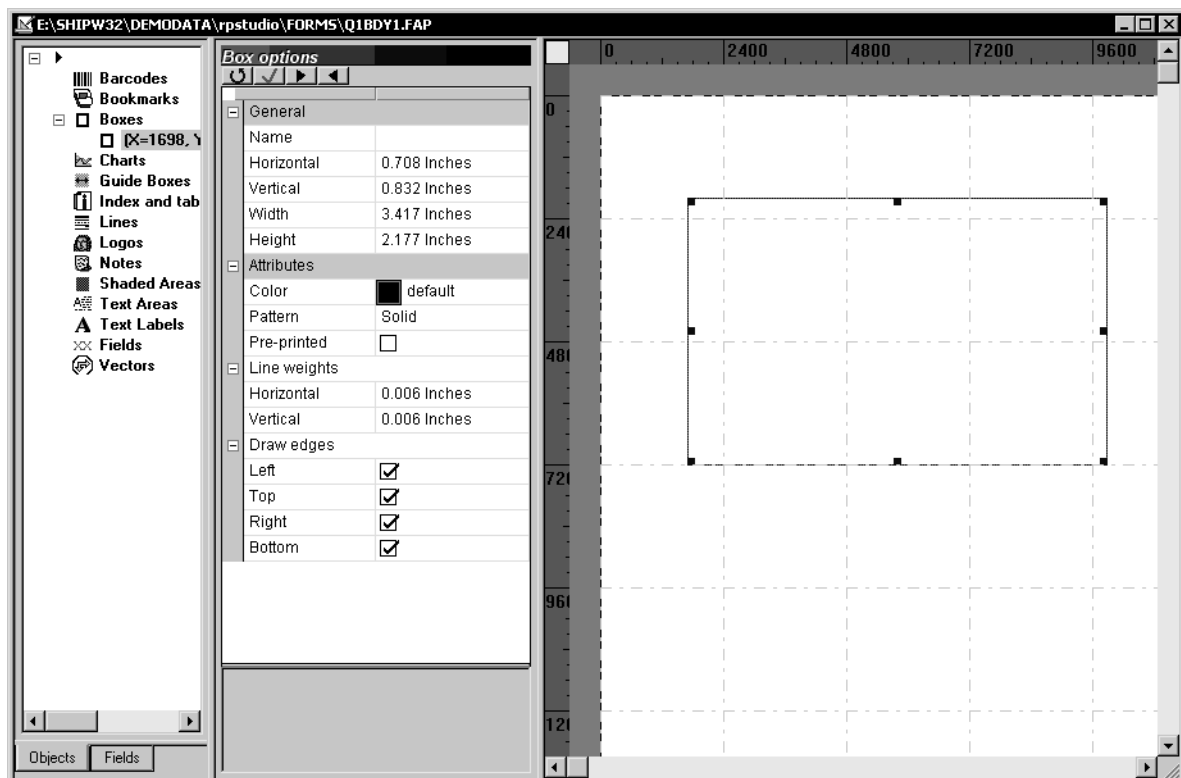 E:\SHIPW32\DEMODATA\rpstudio\FORMS\Q1BDY1.FAP
Barcodes
Bookmarks
Boxes
(X=1698, Y
Charts
Guide Boxes
Index and tab
Lines
Logos
Notes
Shaded Areas
Text Areas
Text Labels
Fields
Vectors
Objects
Fields
Box options
General
Name
Horizontal 0.708 Inches
Vertical 0.832 Inches
Width 3.417 Inches
Height 2.177 Inches
Attributes
Color default
Pattern Solid
Pre-printed
Line weights
Horizontal 0.006 Inches
Vertical 0.006 Inches
Draw edges
Left
Top
Right
Bottom
0 2400 4800 7200 9600
0
240
480
720
960
120